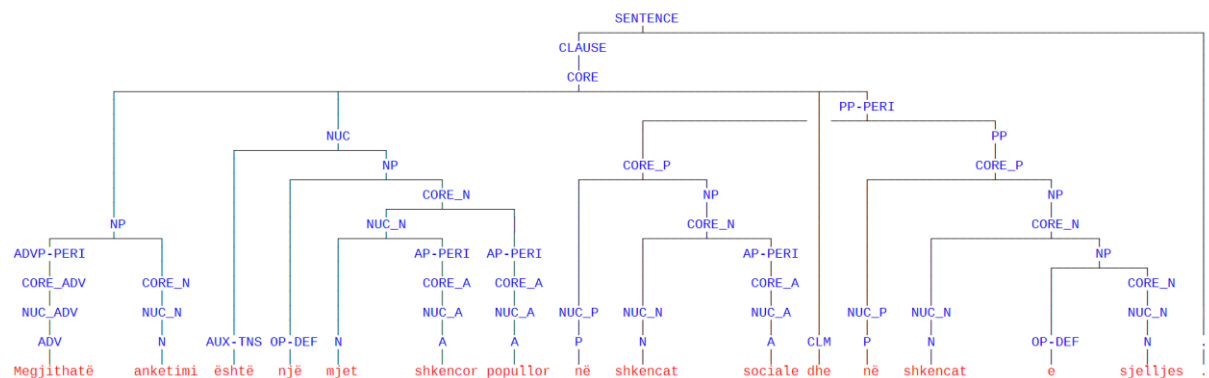 SENTENCE
CLAUSE
CORE
PP-PERI
NUC PP
CORE_P CORE_P
NP
CORE_N NP NP
NP NUC_N CORE_N CORE_N
ADVP-PERI AP-PERI AP-PERI AP-PERI NP
CORE_ADV CORE_N CORE_A CORE_A CORE_A CORE_N
NUC_ADV NUC_N NUC_A NUC_A NUC_P NUC_N NUC_A NUC_P NUC_N NUC_N
ADV N AUX-TNS OP-DEF N A A P N A CLM P N OP-DEF N .
Megjithatë anketimi është një mjet shkencor popullor në shkencat sociale dhe në shkencat e sjelljes .